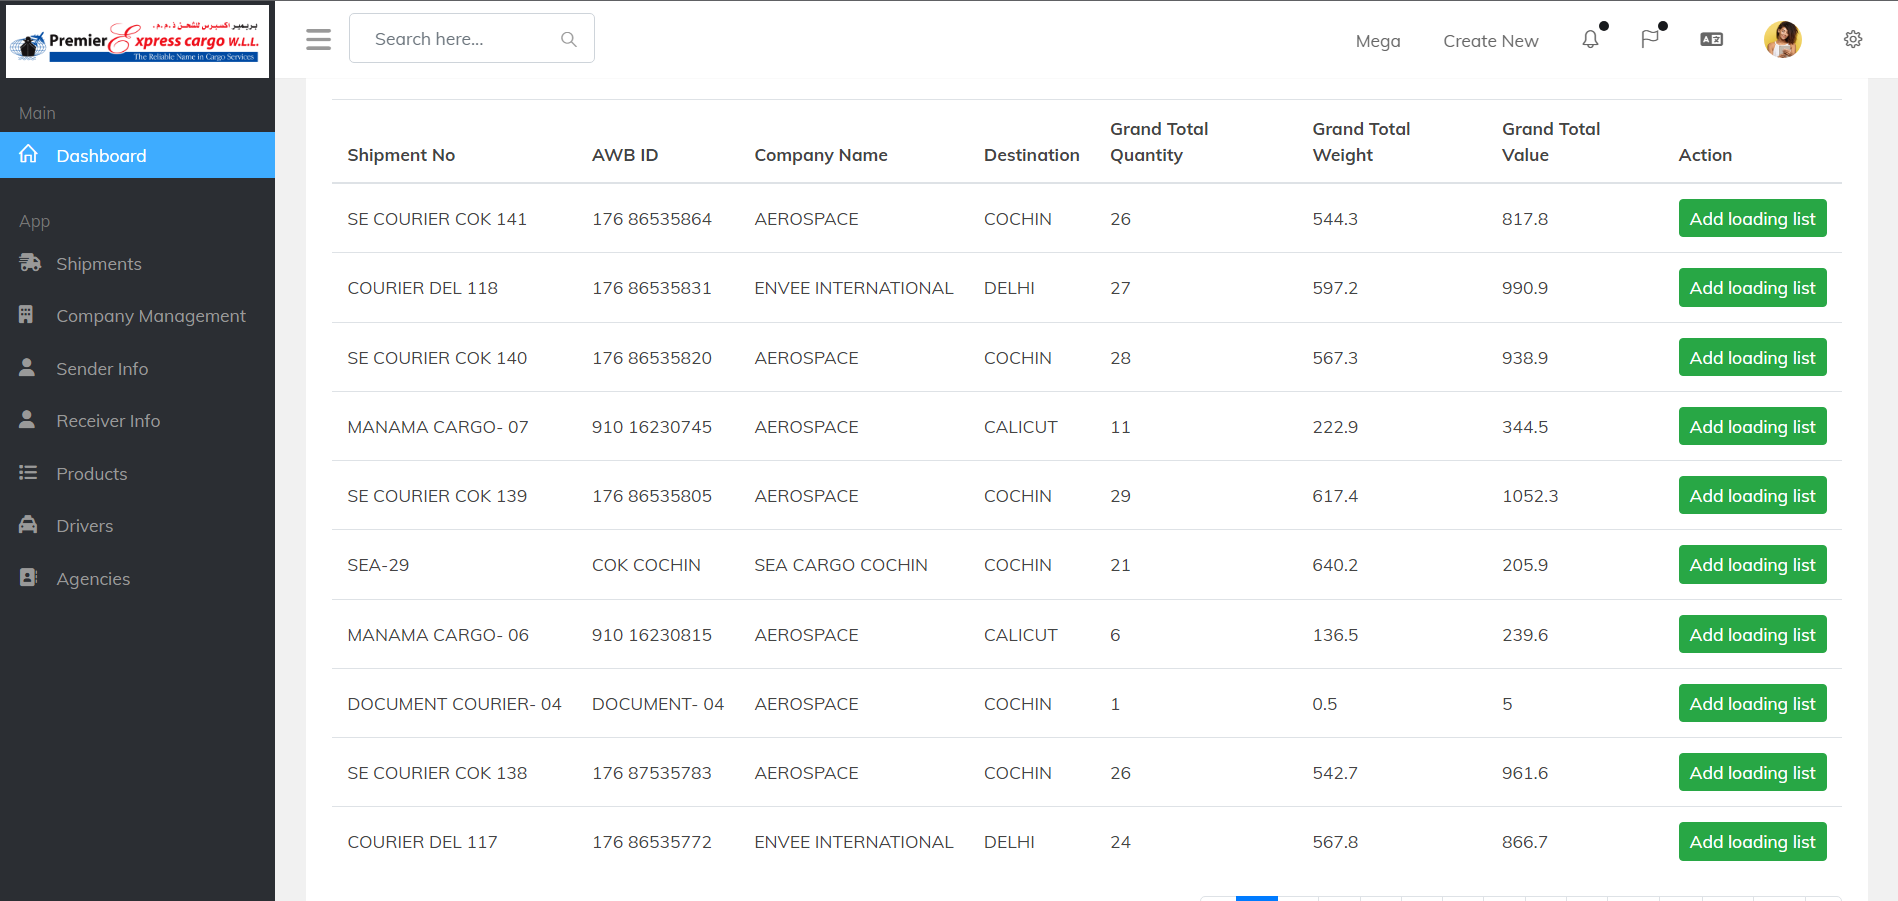 بريميير اكسبرس للشحن ذ.م.م.
Premier Express cargo W.L.L.
The Reliable Name in Cargo Services
Search here...
Mega
Create New
Main
Dashboard
App
Shipments
Company Management
Sender Info
Receiver Info
Products
Drivers
Agencies
Shipment No AWB ID Company Name Destination Grand Total Quantity Grand Total Weight Grand Total Value Action
SE COURIER COK 141 176 86535864 AEROSPACE COCHIN 26 544.3 817.8 Add loading list
COURIER DEL 118 176 86535831 ENVEE INTERNATIONAL DELHI 27 597.2 990.9 Add loading list
SE COURIER COK 140 176 86535820 AEROSPACE COCHIN 28 567.3 938.9 Add loading list
MANAMA CARGO- 07 910 16230745 AEROSPACE CALICUT 11 222.9 344.5 Add loading list
SE COURIER COK 139 176 86535805 AEROSPACE COCHIN 29 617.4 1052.3 Add loading list
SEA-29 COK COCHIN SEA CARGO COCHIN COCHIN 21 640.2 205.9 Add loading list
MANAMA CARGO- 06 910 16230815 AEROSPACE CALICUT 6 136.5 239.6 Add loading list
DOCUMENT COURIER- 04 DOCUMENT- 04 AEROSPACE COCHIN 1 0.5 5 Add loading list
SE COURIER COK 138 176 87535783 AEROSPACE COCHIN 26 542.7 961.6 Add loading list
COURIER DEL 117 176 86535772 ENVEE INTERNATIONAL DELHI 24 567.8 866.7 Add loading list